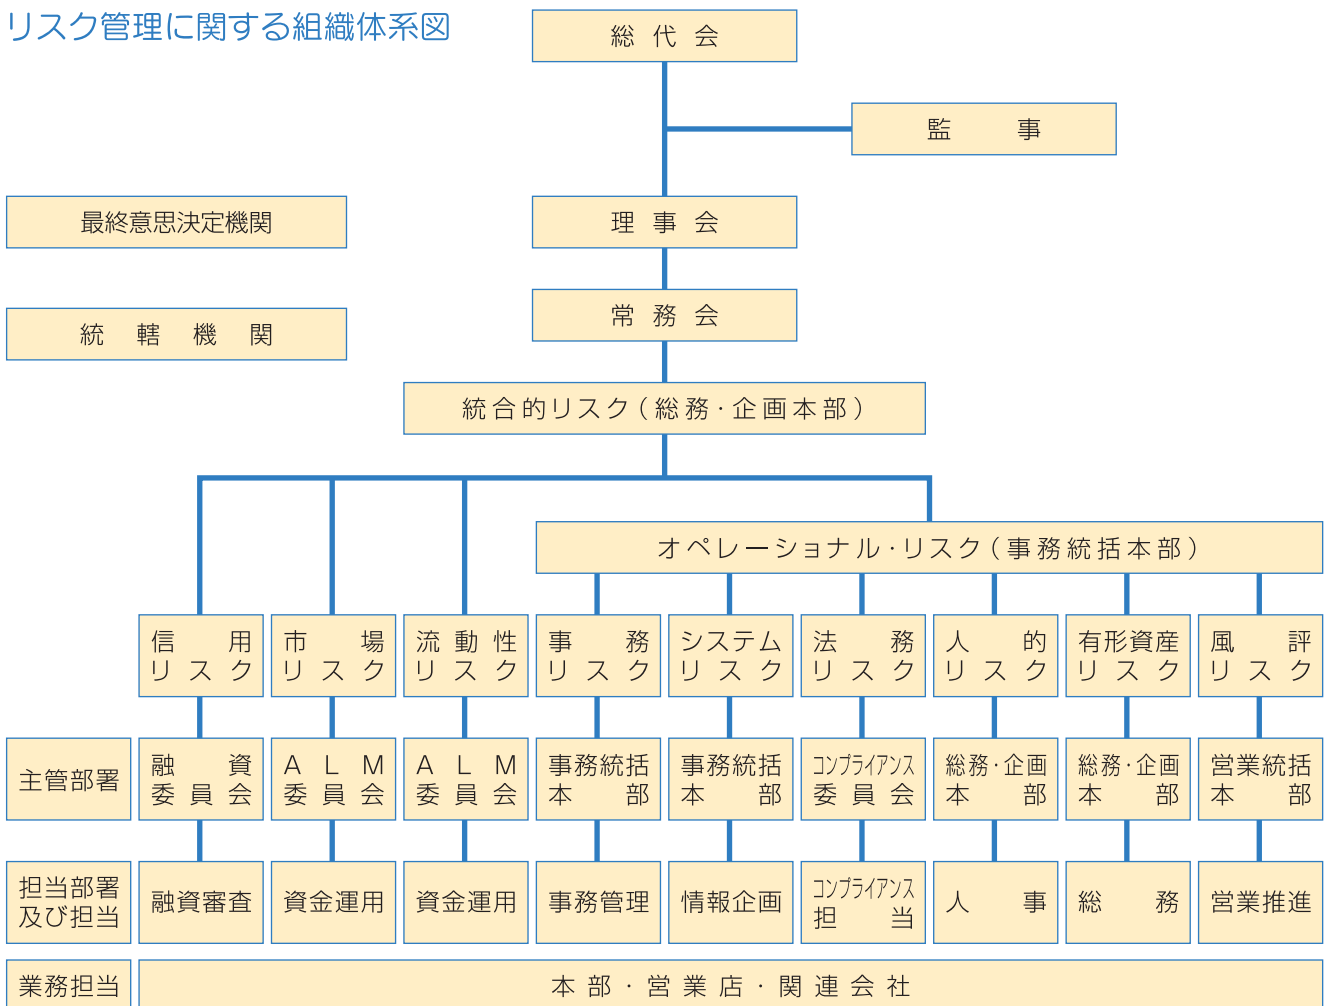 リスク管理に関する組織体系図
総代会
監事
最終意思決定機関
理事会
統轄機関
常務会
統合的リスク(総務・企画本部)
オペレーショナル・リスク(事務統括本部)
信用
リスク
市場
リスク
流動性
リスク
事務
リスク
システム
リスク
法務
リスク
人的
リスク
有形資産
リスク
風評
リスク
主管部署
融資
委員会
ALM
委員会
ALM
委員会
事務統括
本部
事務統括
本部
コンプライアンス
委員会
総務・企画
本部
総務・企画
本部
営業統括
本部
担当部署
及び担当
融資審査
資金運用
資金運用
事務管理
情報企画
コンプライアンス
担当
人事
総務
営業推進
業務担当
本部・営業店・関連会社